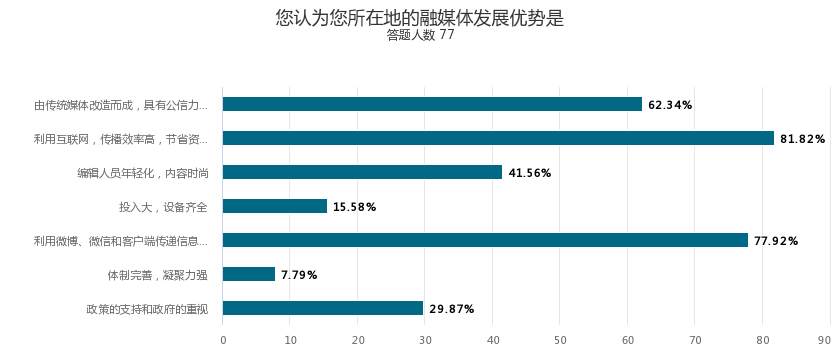 您认为您所在地的融媒体发展优势是
答题人数 77
由传统媒体改造而成，具有公信力... 62.34%
利用互联网，传播效率高，节省资... 81.82%
编辑人员年轻化，内容时尚 41.56%
投入大，设备齐全 15.58%
利用微博、微信和客户端传递信息... 77.92%
体制完善，凝聚力强 7.79%
政策的支持和政府的重视 29.87%
0 10 20 30 40 50 60 70 80 90